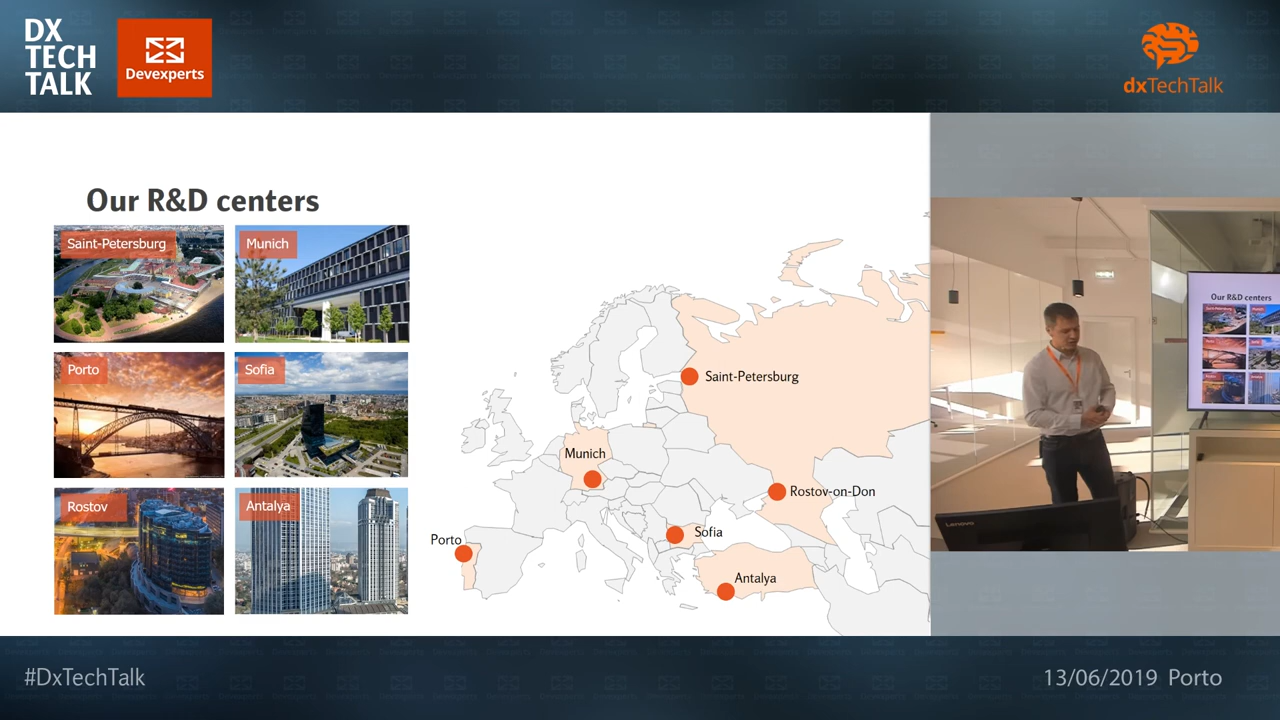 DX
TECH
TALK
Devexperts
dxTechTalk
Our R&D centers
Saint-Petersburg
Munich
Porto
Sofia
Rostov
Antalya
Saint-Petersburg
Munich
Rostov-on-Don
Sofia
Porto
Antalya
Our R&D centers
Lenovo
#DxTechTalk
13/06/2019 Porto